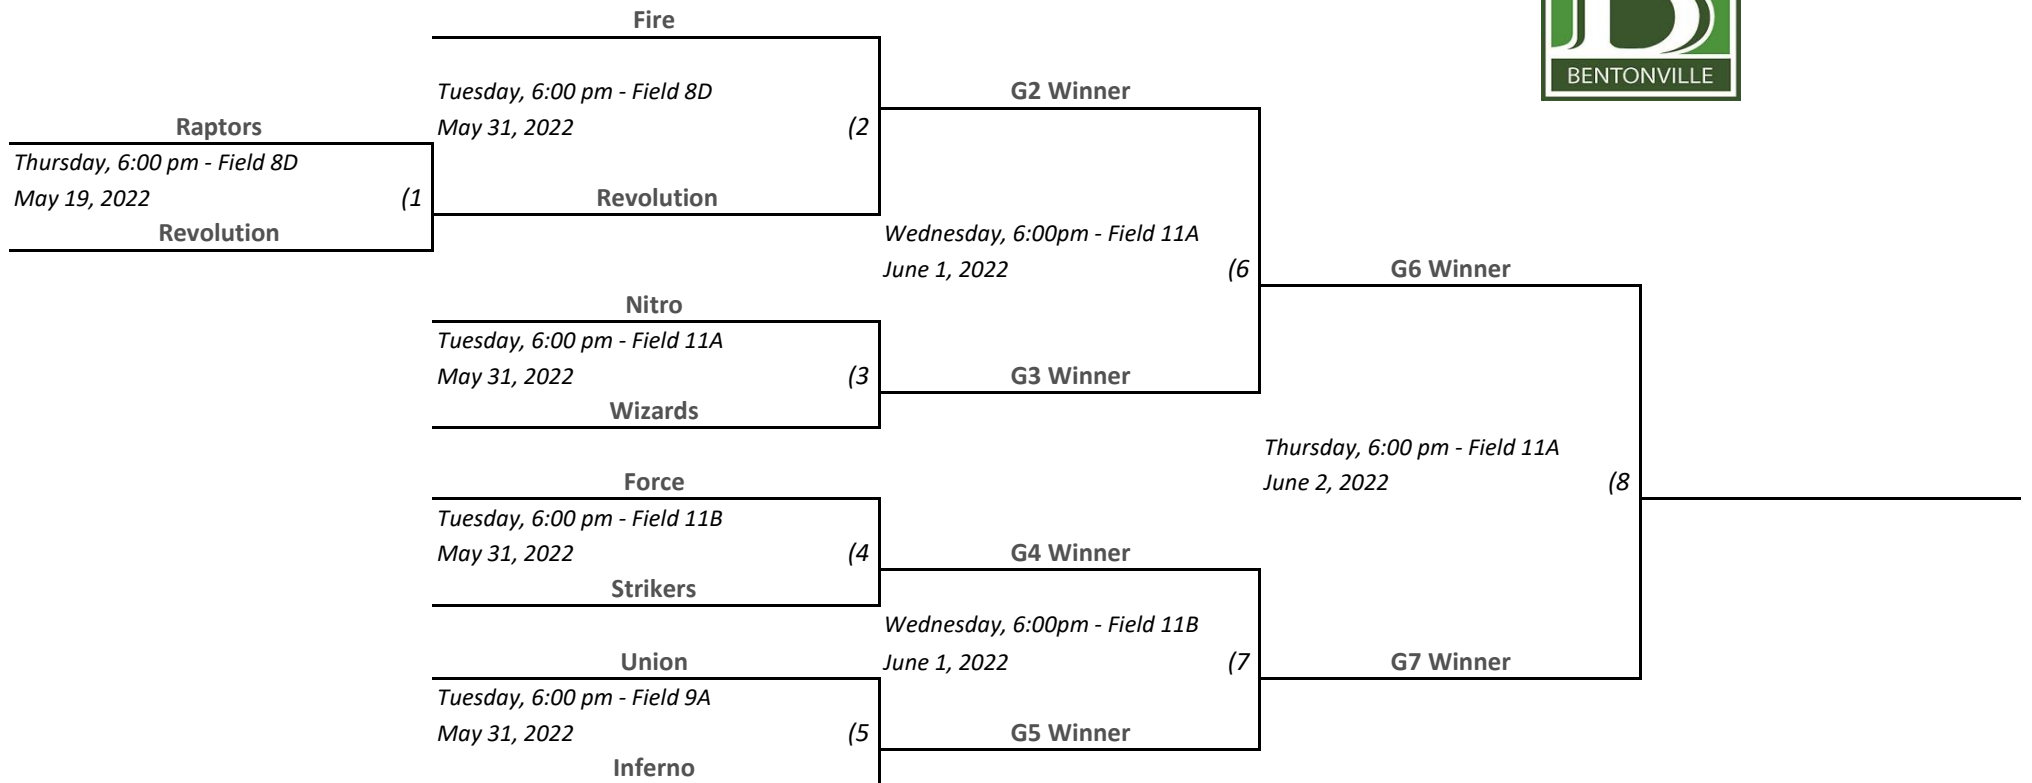 Fire
BENTONVILLE
Tuesday, 6:00 pm - Field 8D
May 31, 2022
(2
G2 Winner
Raptors
Thursday, 6:00 pm - Field 8D
May 19, 2022
(1
Revolution
Revolution
Wednesday, 6:00pm - Field 11A
June 1, 2022
(6
G6 Winner
Nitro
Tuesday, 6:00 pm - Field 11A
May 31, 2022
(3
G3 Winner
Wizards
Thursday, 6:00 pm - Field 11A
June 2, 2022
(8
Force
Tuesday, 6:00 pm - Field 11B
May 31, 2022
(4
G4 Winner
Strikers
Wednesday, 6:00pm - Field 11B
June 1, 2022
(7
G7 Winner
Union
Tuesday, 6:00 pm - Field 9A
May 31, 2022
(5
G5 Winner
Inferno